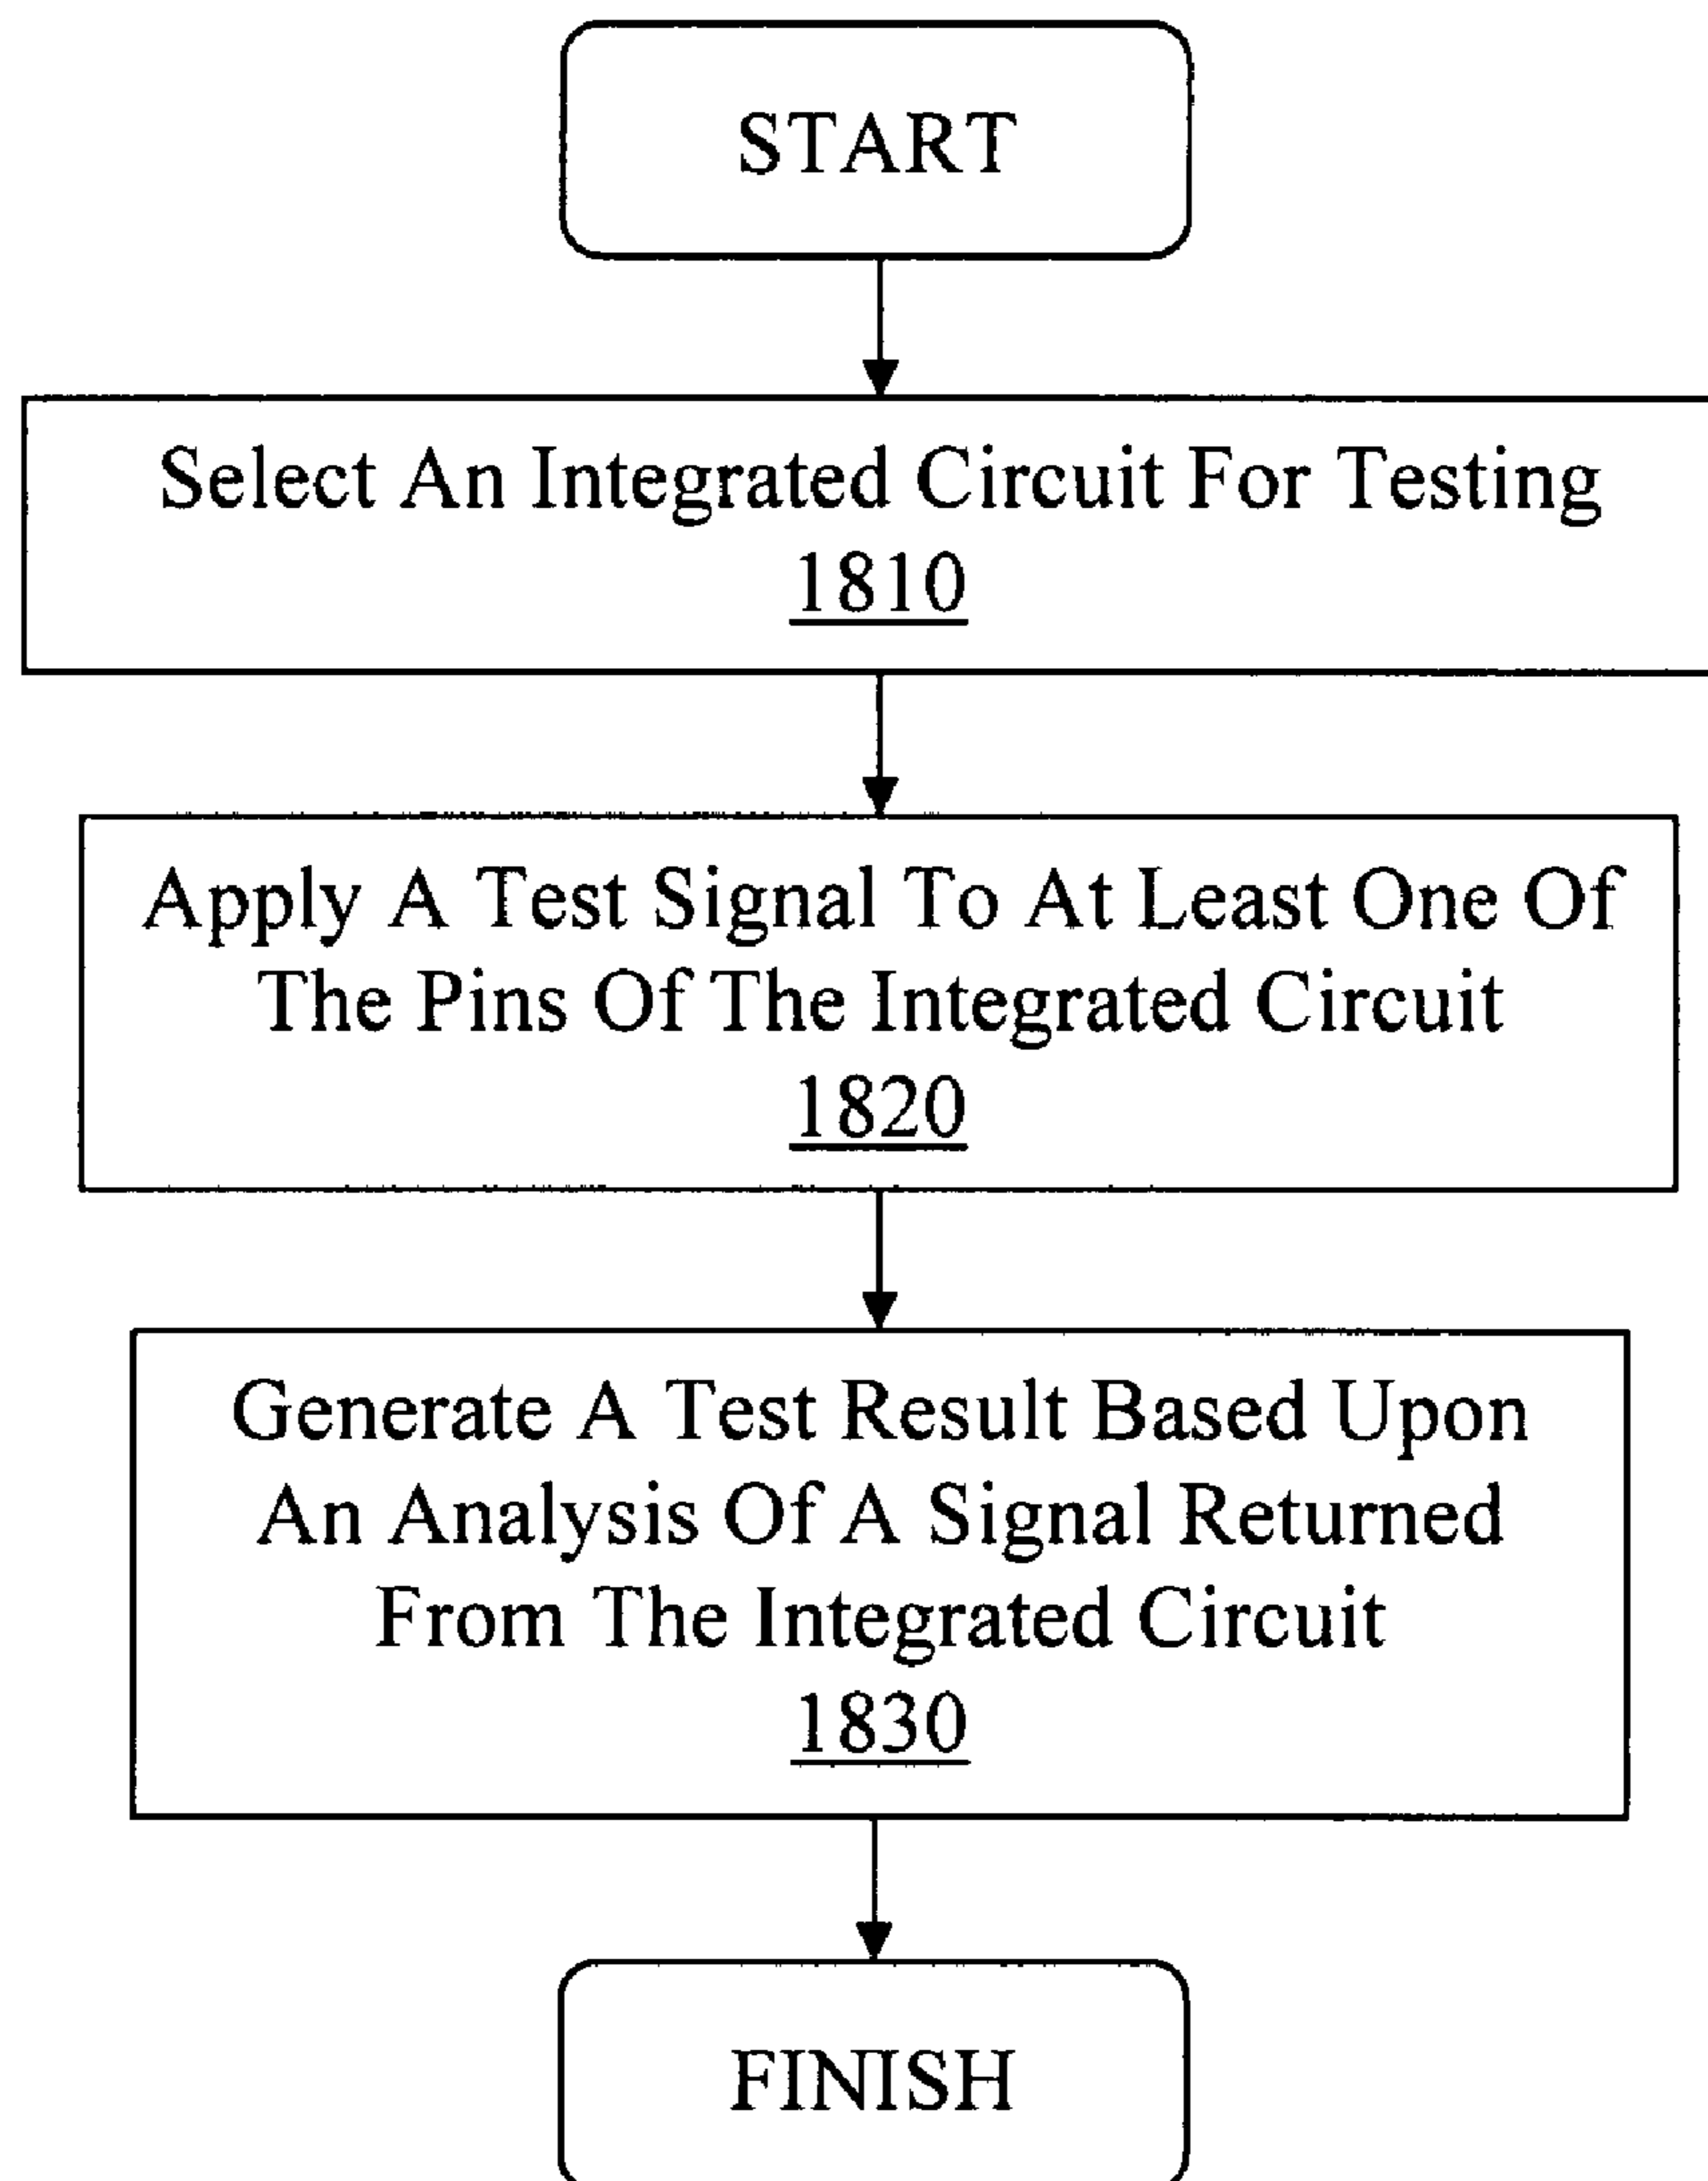 START
Select An Integrated Circuit For Testing
1810
Apply A Test Signal To At Least One Of
The Pins Of The Integrated Circuit
1820
Generate A Test Result Based Upon
An Analysis Of A Signal Returned
From The Integrated Circuit
1830
FINISH